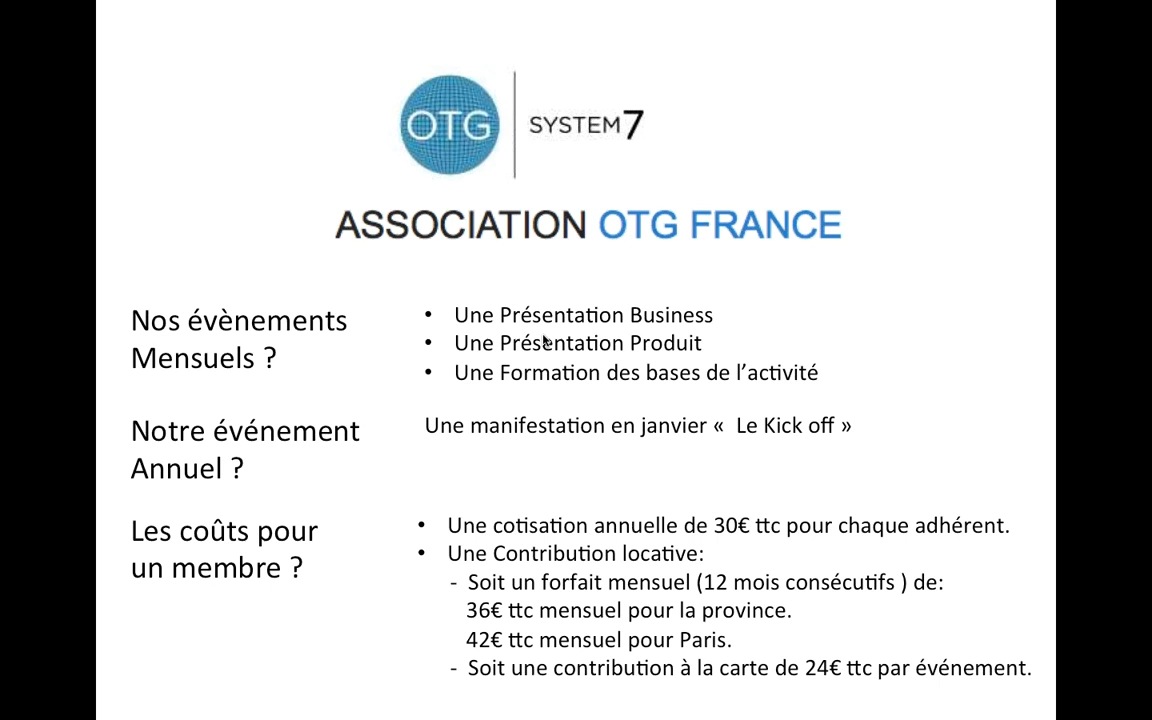 OTG SYSTEM7
ASSOCIATION OTG FRANCE
Nos évènements
Mensuels ?
• Une Présentation Business
• Une Présentation Produit
• Une Formation des bases de l’activité
Notre événement
Annuel ?
Une manifestation en janvier «  Le Kick off »
Les coûts pour
un membre ?
• Une cotisation annuelle de 30€ ttc pour chaque adhérent.
• Une Contribution locative:
- Soit un forfait mensuel (12 mois consécutifs ) de:
36€ ttc mensuel pour la province.
42€ ttc mensuel pour Paris.
- Soit une contribution à la carte de 24€ ttc par événement.